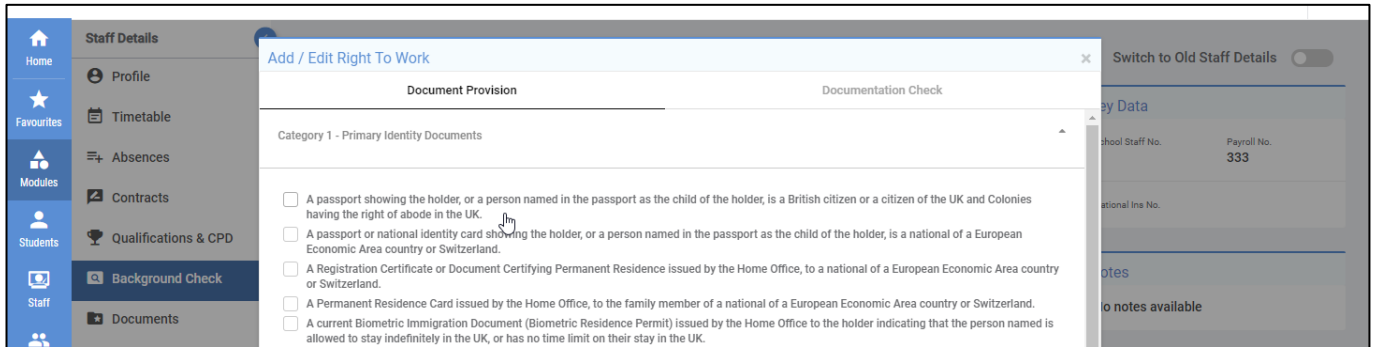 Home
Favourites
Modules
Students
Staff
Staff Details
Profile
Timetable
Absences
Contracts
Qualifications & CPD
Background Check
Documents
Add / Edit Right To Work
×
Document Provision
Documentation Check
Category 1 - Primary Identity Documents
A passport showing the holder, or a person named in the passport as the child of the holder, is a British citizen or a citizen of the UK and Colonies
having the right of abode in the UK.
A passport or national identity card showing the holder, or a person named in the passport as the child of the holder, is a national of a European
Economic Area country or Switzerland.
A Registration Certificate or Document Certifying Permanent Residence issued by the Home Office, to a national of a European Economic Area country
or Switzerland.
A Permanent Residence Card issued by the Home Office, to the family member of a national of a European Economic Area country or Switzerland.
A current Biometric Immigration Document (Biometric Residence Permit) issued by the Home Office to the holder indicating that the person named is
allowed to stay indefinitely in the UK, or has no time limit on their stay in the UK.
Switch to Old Staff Details
ey Data
chool Staff No.
Payroll No.
333
ational Ins No.
otes
lo notes available